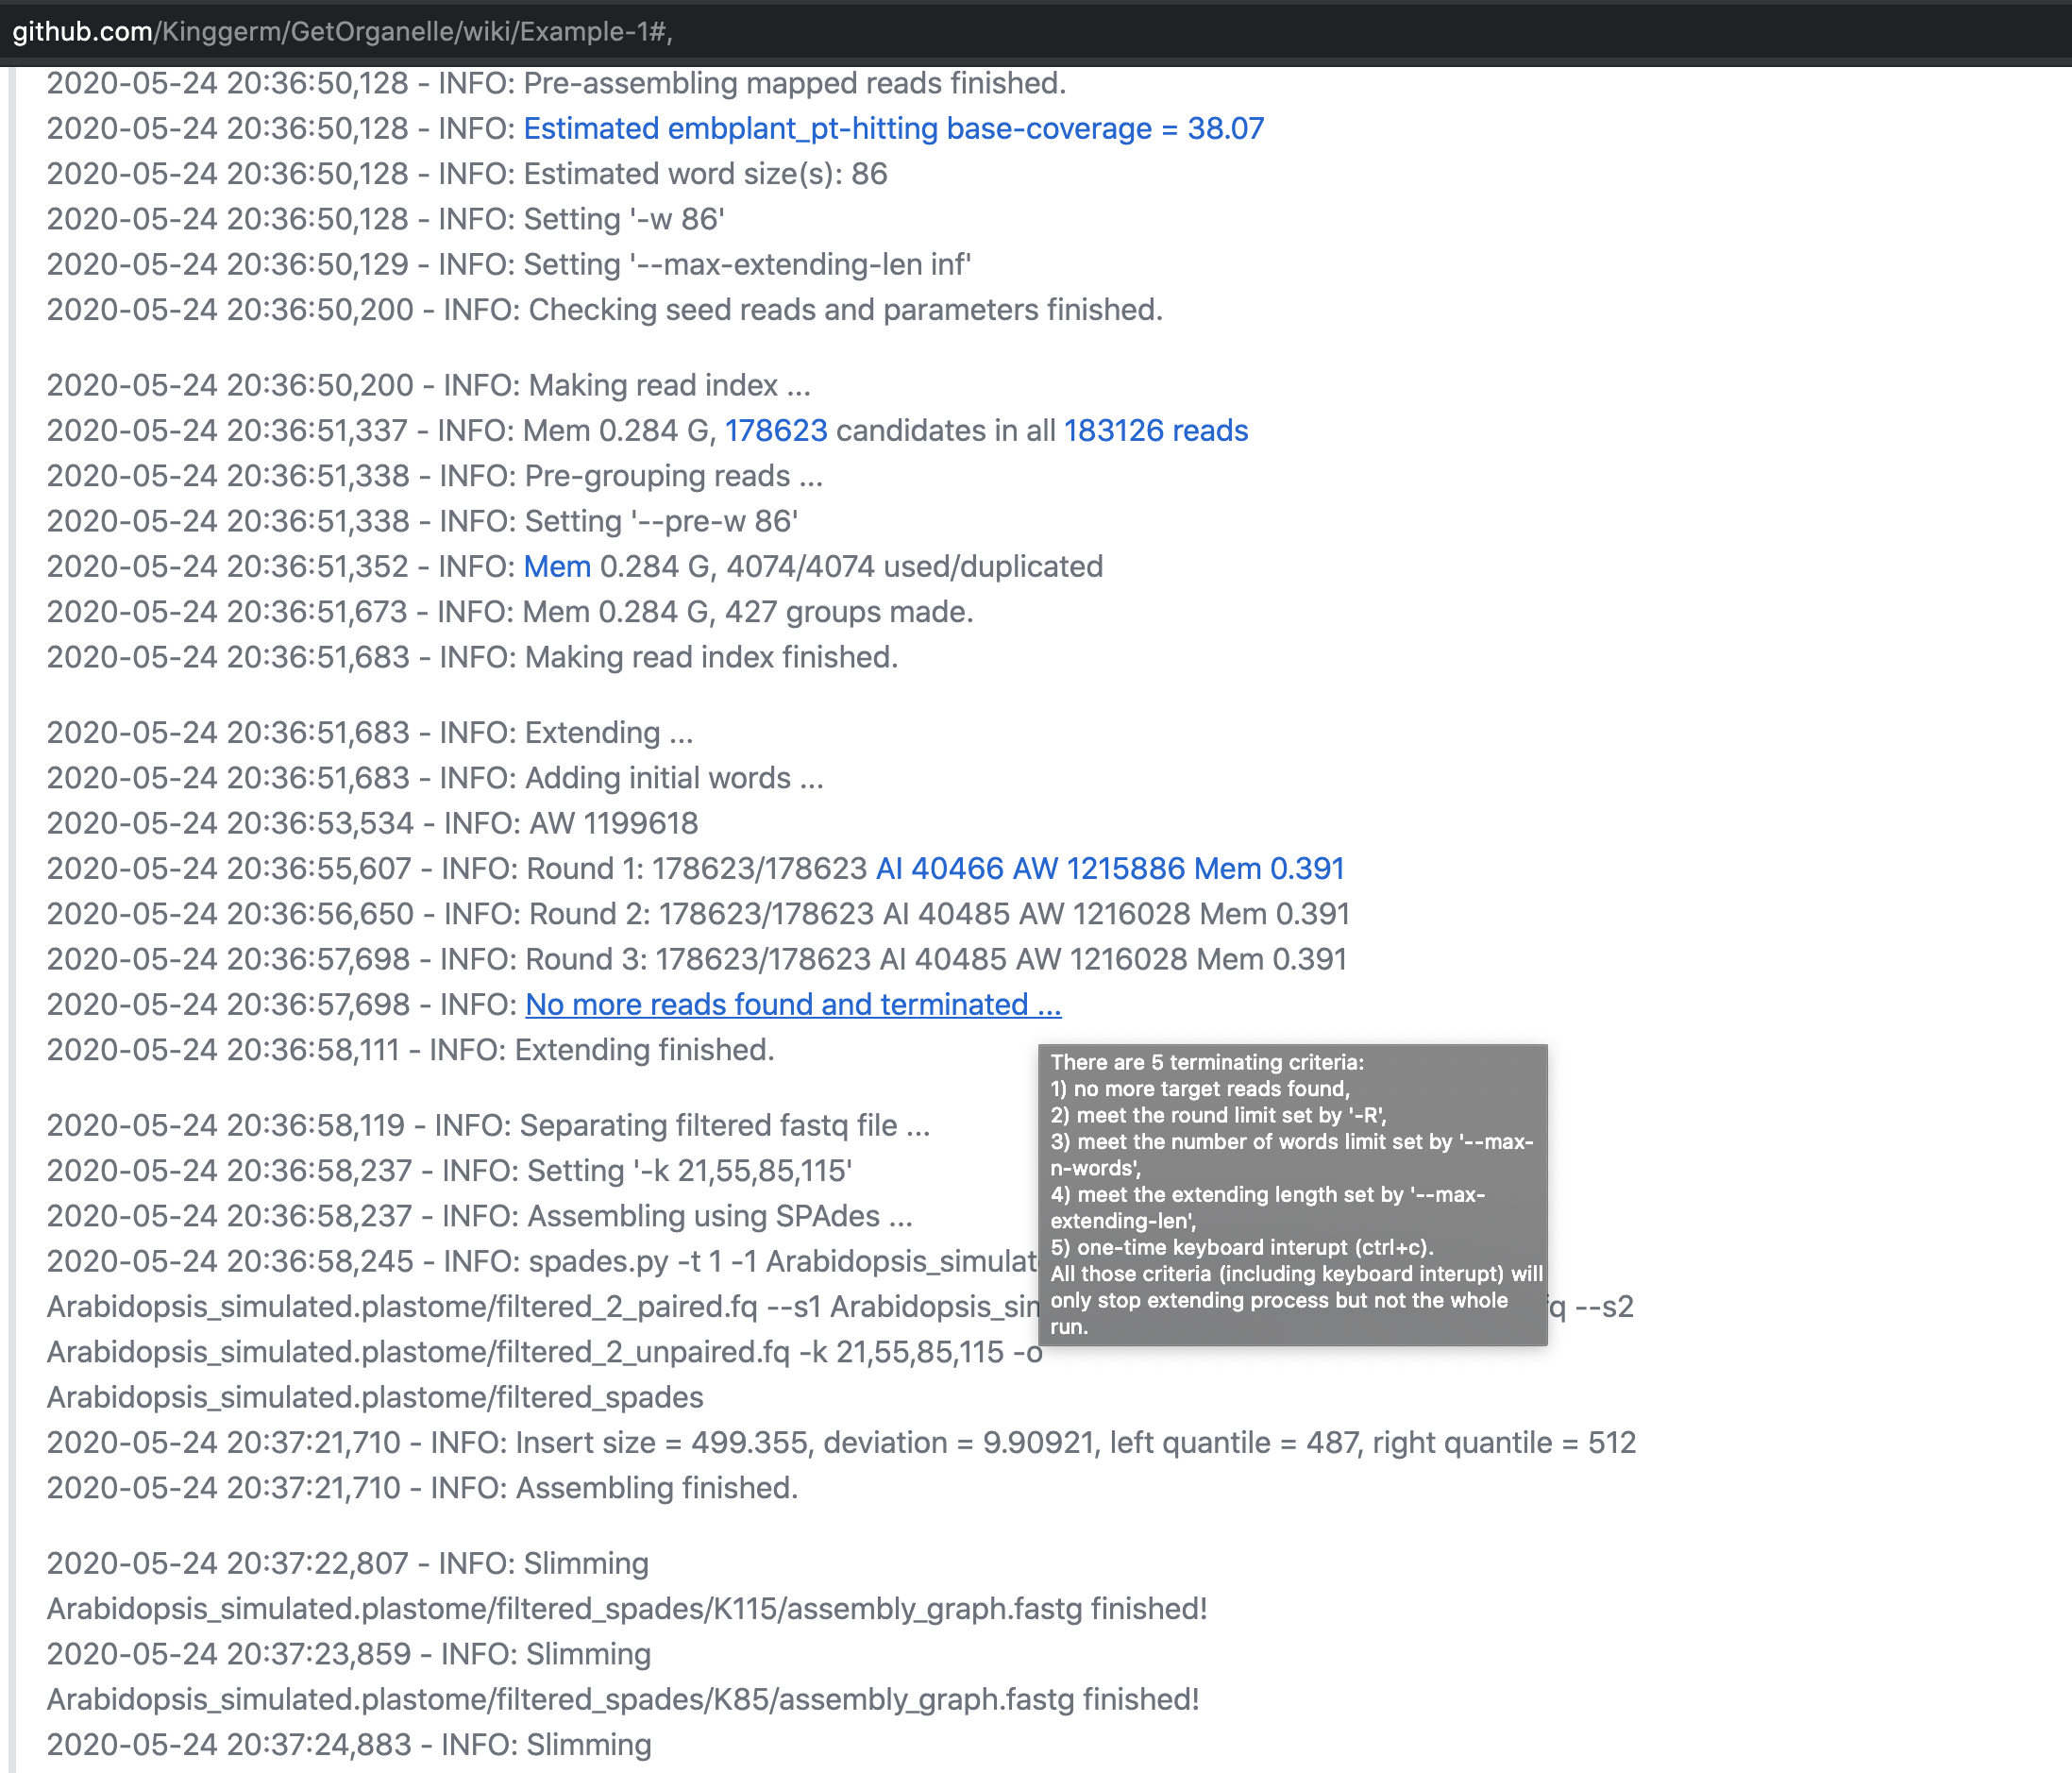 github.com/Kinggerm/GetOrganelle/wiki/Example-1#,
2020-05-24 20:36:50,128 - INFO: Pre-assembling mapped reads finished.
2020-05-24 20:36:50,128 - INFO: Estimated embplant_pt-hitting base-coverage = 38.07
2020-05-24 20:36:50,128 - INFO: Estimated word size(s): 86
2020-05-24 20:36:50,128 - INFO: Setting '-w 86'
2020-05-24 20:36:50,129 - INFO: Setting '--max-extending-len inf'
2020-05-24 20:36:50,200 - INFO: Checking seed reads and parameters finished.
2020-05-24 20:36:50,200 - INFO: Making read index ...
2020-05-24 20:36:51,337 - INFO: Mem 0.284 G, 178623 candidates in all 183126 reads
2020-05-24 20:36:51,338 - INFO: Pre-grouping reads ...
2020-05-24 20:36:51,338 - INFO: Setting '--pre-w 86'
2020-05-24 20:36:51,352 - INFO: Mem 0.284 G, 4074/4074 used/duplicated
2020-05-24 20:36:51,673 - INFO: Mem 0.284 G, 427 groups made.
2020-05-24 20:36:51,683 - INFO: Making read index finished.
2020-05-24 20:36:51,683 - INFO: Extending ...
2020-05-24 20:36:51,683 - INFO: Adding initial words ...
2020-05-24 20:36:53,534 - INFO: AW 1199618
2020-05-24 20:36:55,607 - INFO: Round 1: 178623/178623 AI 40466 AW 1215886 Mem 0.391
2020-05-24 20:36:56,650 - INFO: Round 2: 178623/178623 AI 40485 AW 1216028 Mem 0.391
2020-05-24 20:36:57,698 - INFO: Round 3: 178623/178623 AI 40485 AW 1216028 Mem 0.391
2020-05-24 20:36:57,698 - INFO: No more reads found and terminated ...
2020-05-24 20:36:58,111 - INFO: Extending finished.
There are 5 terminating criteria:
1) no more target reads found,
2) meet the round limit set by '-R',
3) meet the number of words limit set by '--max-
n-words',
4) meet the extending length set by '--max-
extending-len',
5) one-time keyboard interupt (ctrl+c).
All those criteria (including keyboard interupt) will
only stop extending process but not the whole
run.
2020-05-24 20:36:58,119 - INFO: Separating filtered fastq file ...
2020-05-24 20:36:58,237 - INFO: Setting '-k 21,55,85,115'
2020-05-24 20:36:58,237 - INFO: Assembling using SPAdes ...
2020-05-24 20:36:58,245 - INFO: spades.py -t 1 -1 Arabidopsis_simulat
Arabidopsis_simulated.plastome/filtered_2_paired.fq --s1 Arabidopsis_sim fq --s2
Arabidopsis_simulated.plastome/filtered_2_unpaired.fq -k 21,55,85,115 -o
Arabidopsis_simulated.plastome/filtered_spades
2020-05-24 20:37:21,710 - INFO: Insert size = 499.355, deviation = 9.90921, left quantile = 487, right quantile = 512
2020-05-24 20:37:21,710 - INFO: Assembling finished.
2020-05-24 20:37:22,807 - INFO: Slimming
Arabidopsis_simulated.plastome/filtered_spades/K115/assembly_graph.fastg finished!
2020-05-24 20:37:23,859 - INFO: Slimming
Arabidopsis_simulated.plastome/filtered_spades/K85/assembly_graph.fastg finished!
2020-05-24 20:37:24,883 - INFO: Slimming